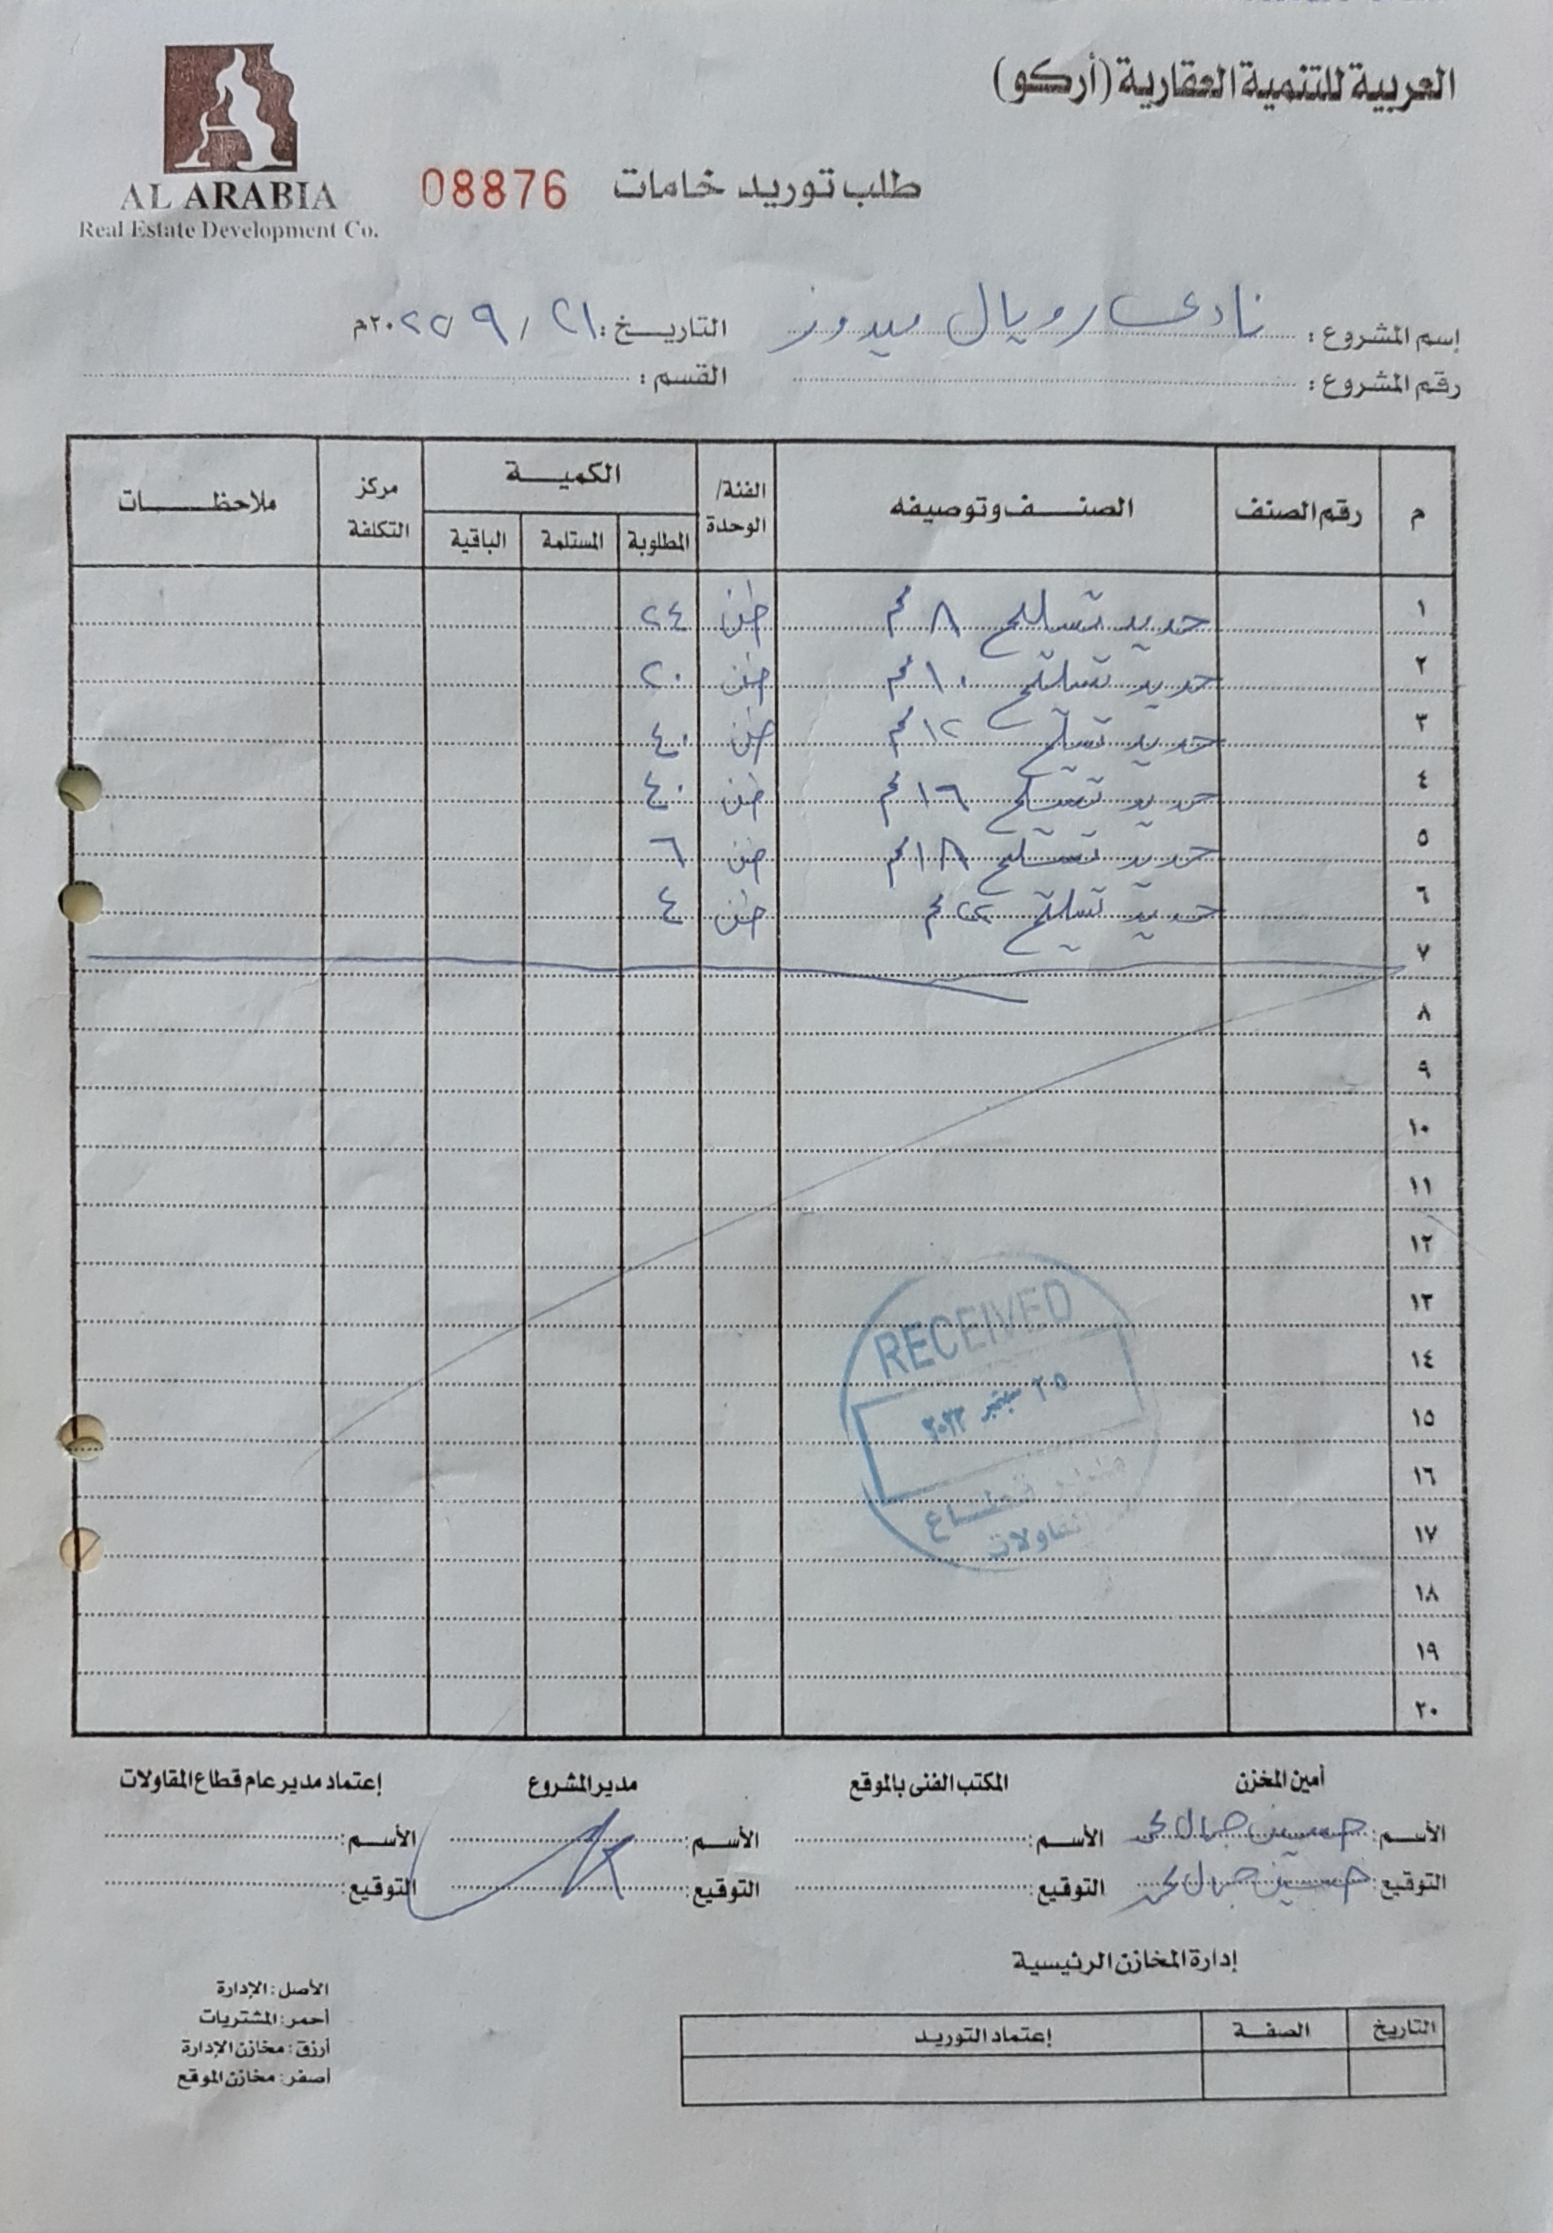 العربية للتنمية العقارية (أركو)
AL ARABIA
Real Estate Development Co.
طلب توريد خامات 08876
إسم المشروع : نادى رويال ميدوز التاريخ : ٢١ / ٩ / ٢٠٢٢م
رقم المشروع : القسم :
م رقم الصنف الصنف وتوصيفه الفئة/الوحدة الكمية مركز التكلفة ملاحظات
المطلوبة المستلمة الباقية
١ حديد تسليح ٨ مم طن ٢٤
٢ حديد تسليح ١٠ مم طن ٢٠
٣ حديد تسليح ١٢ مم طن ٤٠
٤ حديد تسليح ١٦ مم طن ٤٠
٥ حديد تسليح ١٨ مم طن ٦
٦ حديد تسليح ٢٢ مم طن ٤
٧
٨
٩
١٠
١١
١٢
١٣
١٤
١٥
١٦
١٧
١٨
١٩
٢٠
RECEIVED
٢٥ سبتمبر ٢٠٢٢
قطاع
المقاولات
أمين المخزن المكتب الفنى بالموقع مدير المشروع إعتماد مدير عام قطاع المقاولات
الأسم: حسين جمال محمد الأسم: الأسم: الأسم:
التوقيع: حسين جمال محمد التوقيع: التوقيع: التوقيع:
إدارة المخازن الرئيسية
التاريخ الصفة إعتماد التوريد
الأصل : الإدارة
أحمر: المشتريات
أزرق: مخازن الإدارة
أصفر: مخازن الموقع